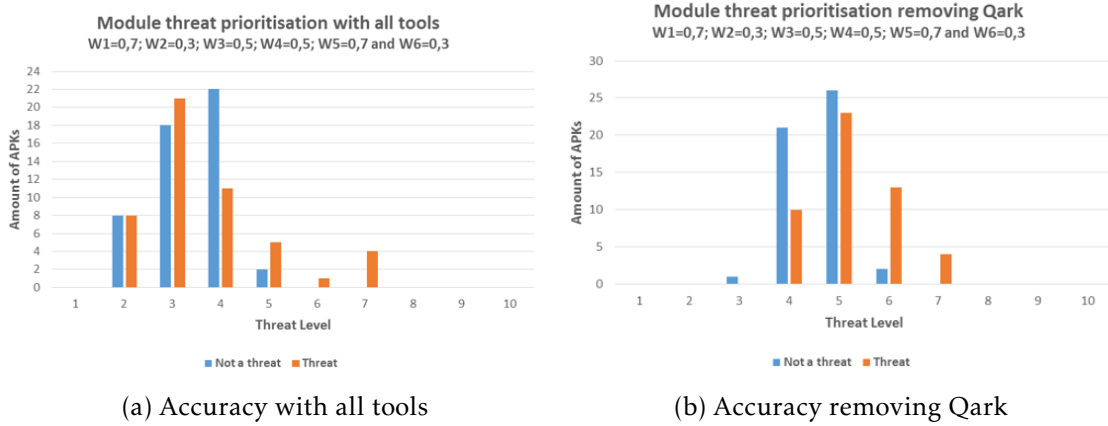 Module threat prioritisation with all tools
W1=0,7; W2=0,3; W3=0,5; W4=0,5; W5=0,7 and W6=0,3
24
22
20
18
16
14
12
10
8
6
4
2
0
Amount of APKs
1 2 3 4 5 6 7 8 9 10
Threat Level
Not a threat Threat
(a) Accuracy with all tools
Module threat prioritisation removing Qark
W1=0,7; W2=0,3; W3=0,5; W4=0,5; W5=0,7 and W6=0,3
30
25
20
15
10
5
0
Amount of APKs
1 2 3 4 5 6 7 8 9 10
Threat Level
Not a threat Threat
(b) Accuracy removing Qark